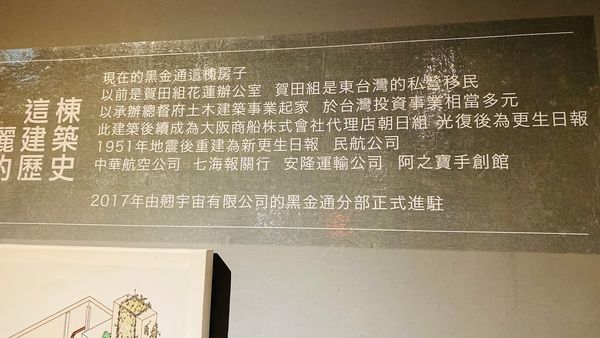 這棟
麗建築
的歷史
現在的黑金通這棟房子
以前是賀田組花蓮辦公室 賀田組是東台灣的私營移民
以承辦總督府土木建築事業起家 於台灣投資事業相當多元
此建築後續成為大阪商船株式會社代理店朝日組 光復後為更生日報
1951年地震後重建為新更生日報 民航公司
中華航空公司 七海報關行 安隆運輸公司 阿之寶手創館
2017年由翘宇宙有限公司的黑金通分部正式進駐